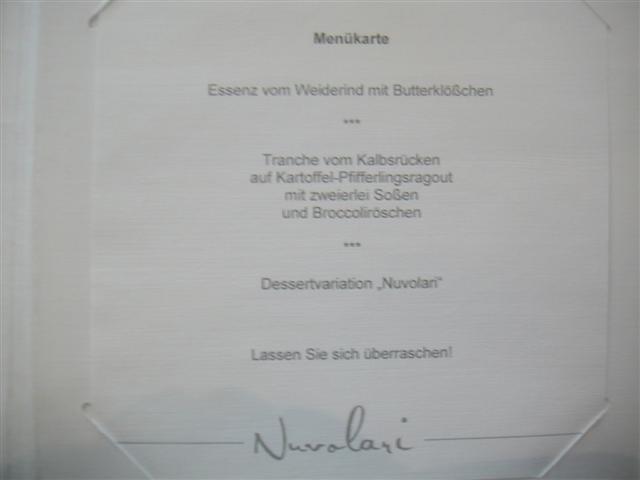 Menükarte
Essenz vom Weiderind mit Butterklößchen
***
Tranche vom Kalbsrücken
auf Kartoffel-Pfifferlingsragout
mit zweierlei Soßen
und Broccoliröschen
***
Dessertvariation „Nuvolari“
Lassen Sie sich überraschen!
Nuvolari